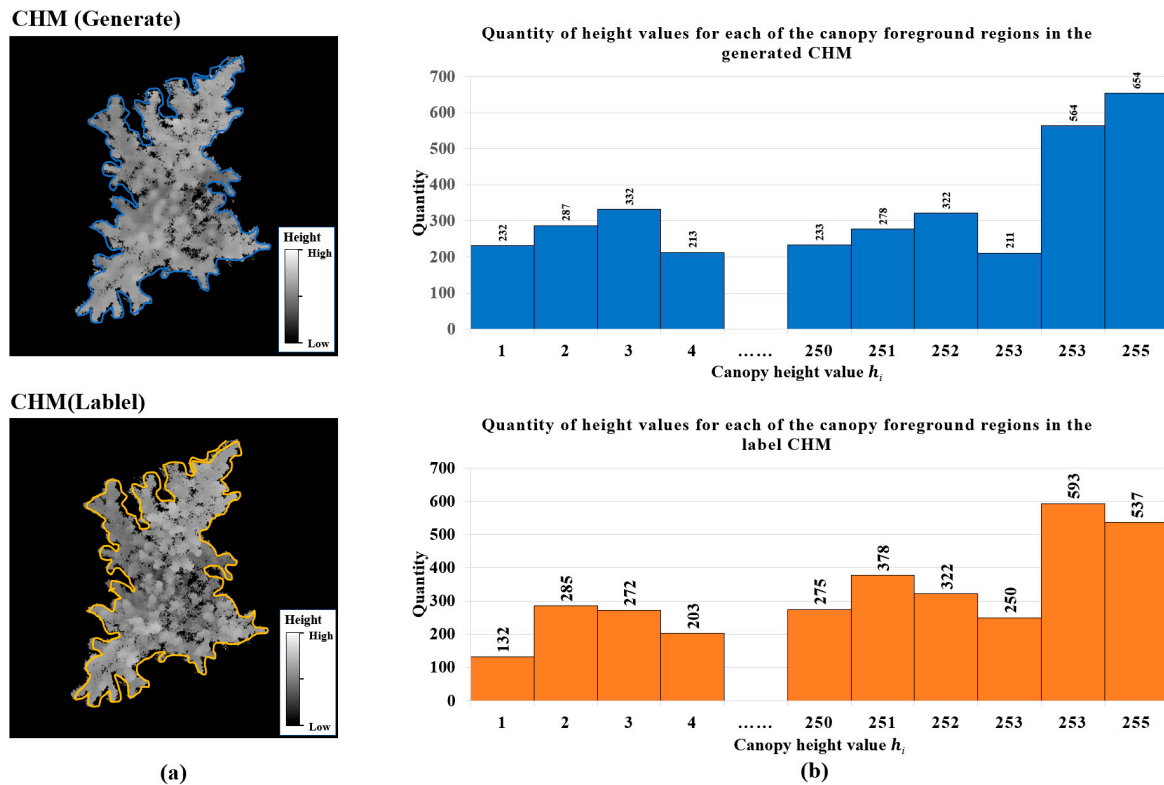 CHM (Generate)
Height
High
Low
Quantity of height values for each of the canopy foreground regions in the
generated CHM
Quantity
700
600
500
400
300
200
100
0
232
287
332
213
233
278
322
211
564
654
1 2 3 4 …… 250 251 252 253 253 255
Canopy height value hᵢ
CHM(Lablel)
Height
High
Low
Quantity of height values for each of the canopy foreground regions in the
label CHM
Quantity
700
600
500
400
300
200
100
0
132
285
272
203
275
378
322
250
593
537
1 2 3 4 …… 250 251 252 253 253 255
Canopy height value hᵢ
(a)
(b)